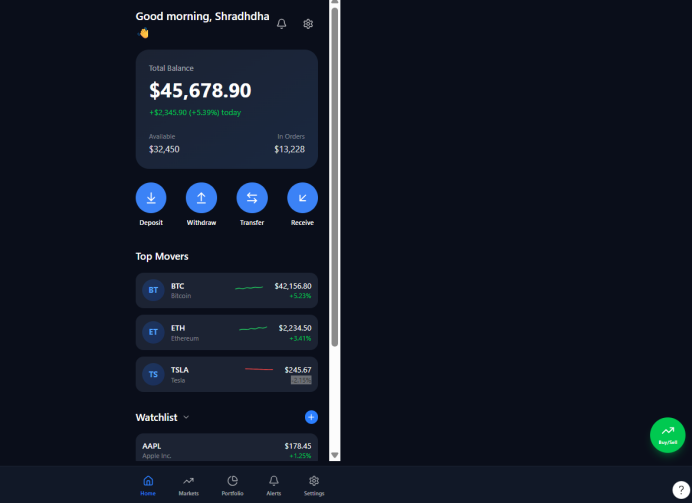 Good morning, Shradhdha
👋
Total Balance
$45,678.90
+$2,345.90 (+5.39%) today
Available
In Orders
$32,450
$13,228
Deposit
Withdraw
Transfer
Receive
Top Movers
BT
BTC
Bitcoin
$42,156.80
+5.23%
ET
ETH
Ethereum
$2,234.50
+3.41%
TS
TSLA
Tesla
$245.67
Watchlist
+
AAPL
Apple Inc.
$178.45
+1.25%
Buy/Sell
Home
Markets
Portfolio
Alerts
Settings
?